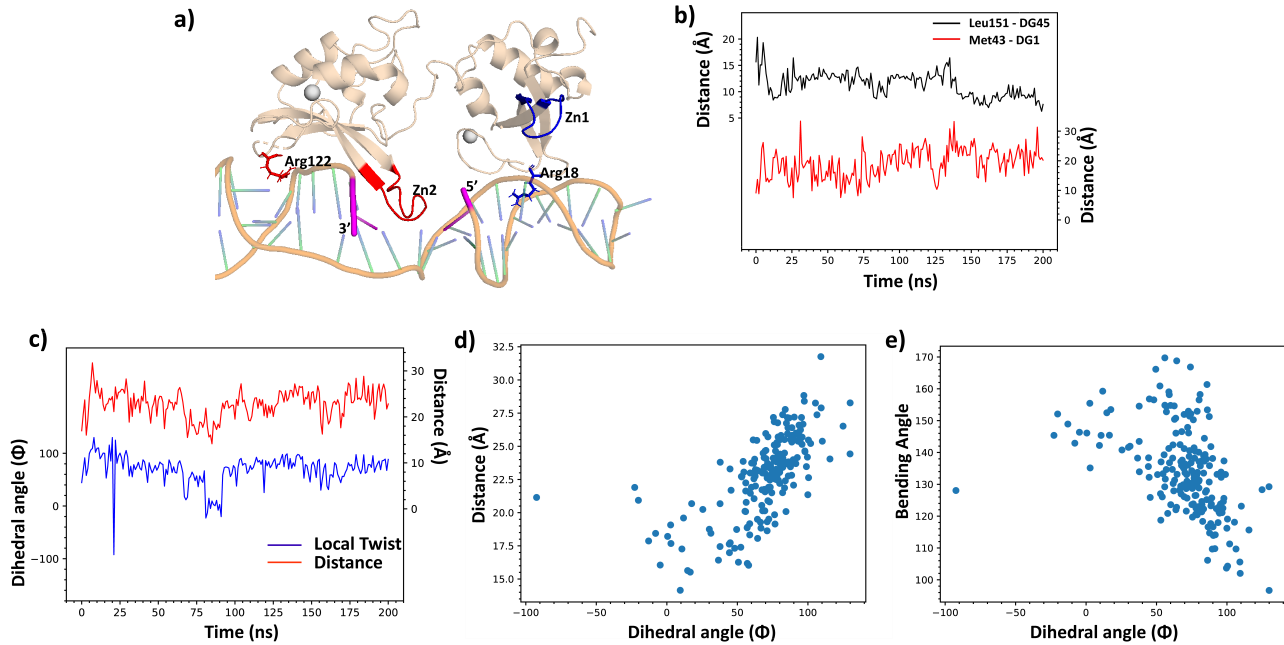 a)
Zn1
Arg122
Arg18
Zn2
5’
3’
b)
Leu151 - DG45
Met43 - DG1
Distance (Å)
20
15
10
5
30
20
10
0
Distance (Å)
0
25
50
75
100
125
150
175
200
Time (ns)
c)
Dihedral angle (Φ)
100
0
−100
30
20
10
0
Distance (Å)
Local Twist
Distance
0
25
50
75
100
125
150
175
200
Time (ns)
d)
Distance (Å)
32.5
30.0
27.5
25.0
22.5
20.0
17.5
15.0
−100
−50
0
50
100
Dihedral angle (Φ)
e)
Bending Angle
170
160
150
140
130
120
110
100
−100
−50
0
50
100
Dihedral angle (Φ)